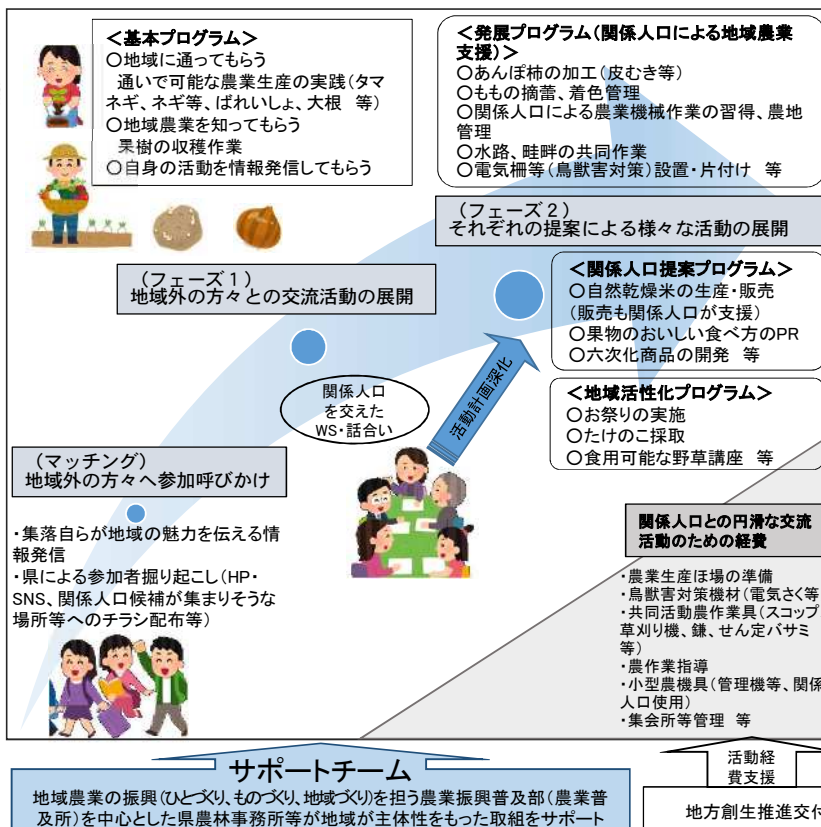 ＜基本プログラム＞
○地域に通ってもらう
通いで可能な農業生産の実践（タマ
ネギ、ネギ等、ばれいしょ、大根　等）
○地域農業を知ってもらう
果樹の収穫作業
○自身の活動を情報発信してもらう
＜発展プログラム（関係人口による地域農業
支援）＞
○あんぽ柿の加工（皮むき等）
○ももの摘蕾、着色管理
○関係人口による農業機械作業の習得、農地
管理
○水路、畦畔の共同作業
○電気柵等（鳥獣害対策）設置・片付け　等
（フェーズ２）
それぞれの提案による様々な活動の展開
（フェーズ１）
地域外の方々との交流活動の展開
＜関係人口提案プログラム＞
○自然乾燥米の生産・販売
（販売も関係人口が支援）
○果物のおいしい食べ方のPR
○六次化商品の開発　等
活動計画深化
関係人口
を交えた
WS・話合い
＜地域活性化プログラム＞
○お祭りの実施
○たけのこ採取
○食用可能な野草講座　等
（マッチング）
地域外の方々へ参加呼びかけ
・集落自らが地域の魅力を伝える情
報発信
・県による参加者掘り起こし（HP・
SNS、関係人口候補が集まりそうな
場所等へのチラシ配布等）
関係人口との円滑な交流
活動のための経費
・農業生産ほ場の準備
・鳥獣害対策機材（電気さく等
・共同活動農作業具（スコップ
草刈り機、鎌、せん定バサミ
等）
・農作業指導
・小型農機具（管理機等、関係
人口使用）
・集会所等管理　等
活動経
費支援
サポートチーム
地域農業の振興（ひとづくり、ものづくり、地域づくり）を担う農業振興普及部（農業普
及所）を中心とした県農林事務所等が地域が主体性をもった取組をサポート
地方創生推進交付